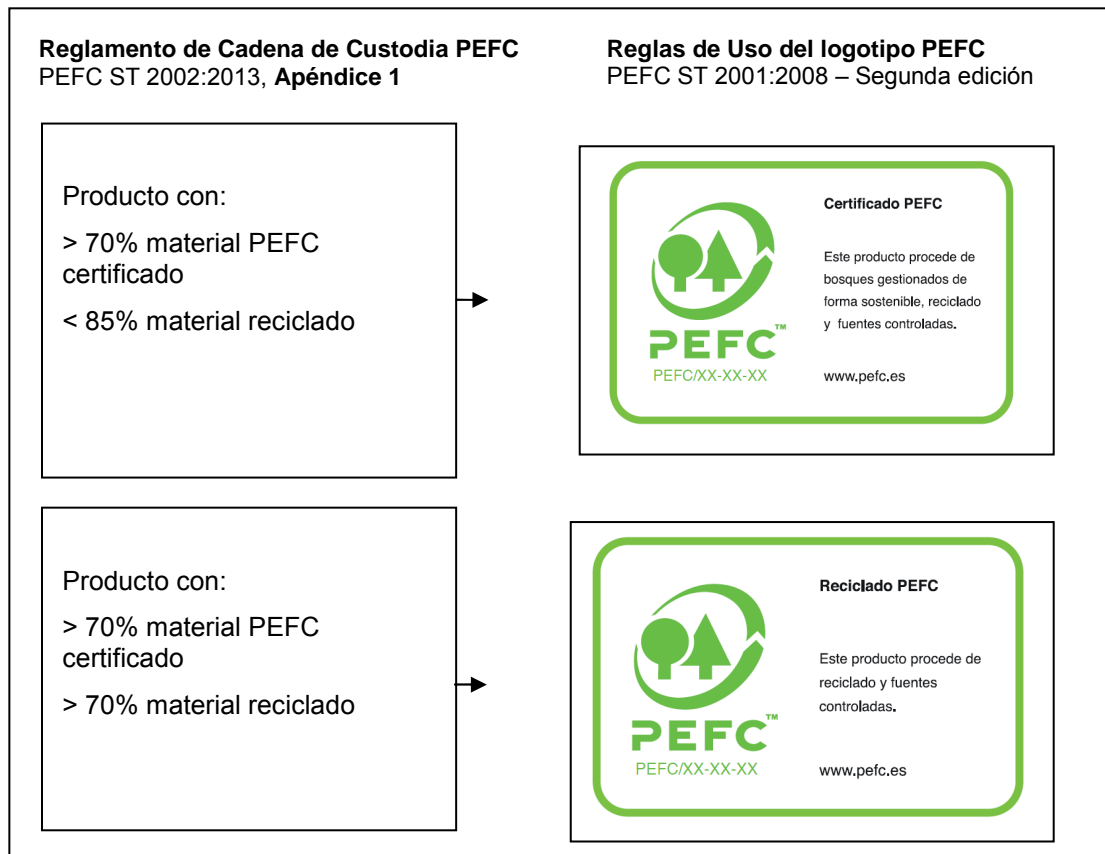 Reglamento de Cadena de Custodia PEFC
PEFC ST 2002:2013, Apéndice 1
Reglas de Uso del logotipo PEFC
PEFC ST 2001:2008 – Segunda edición
Producto con:
> 70% material PEFC
certificado
< 85% material reciclado
PEFC™
PEFC/XX-XX-XX
Certificado PEFC
Este producto procede de
bosques gestionados de
forma sostenible, reciclado
y fuentes controladas.
www.pefc.es
Producto con:
> 70% material PEFC
certificado
> 70% material reciclado
PEFC™
PEFC/XX-XX-XX
Reciclado PEFC
Este producto procede de
reciclado y fuentes
controladas.
www.pefc.es